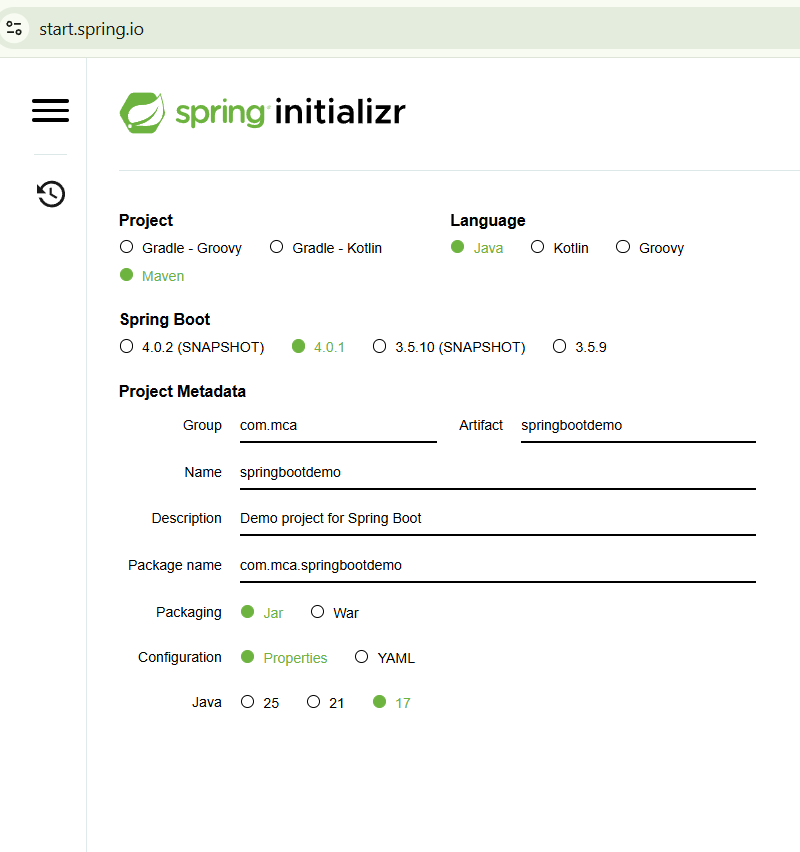 start.spring.io
spring initializr
Project
Language
Gradle - Groovy Gradle - Kotlin
Java Kotlin Groovy
Maven
Spring Boot
4.0.2 (SNAPSHOT) 4.0.1 3.5.10 (SNAPSHOT) 3.5.9
Project Metadata
Group com.mca Artifact springbootdemo
Name springbootdemo
Description Demo project for Spring Boot
Package name com.mca.springbootdemo
Packaging Jar War
Configuration Properties YAML
Java 25 21 17